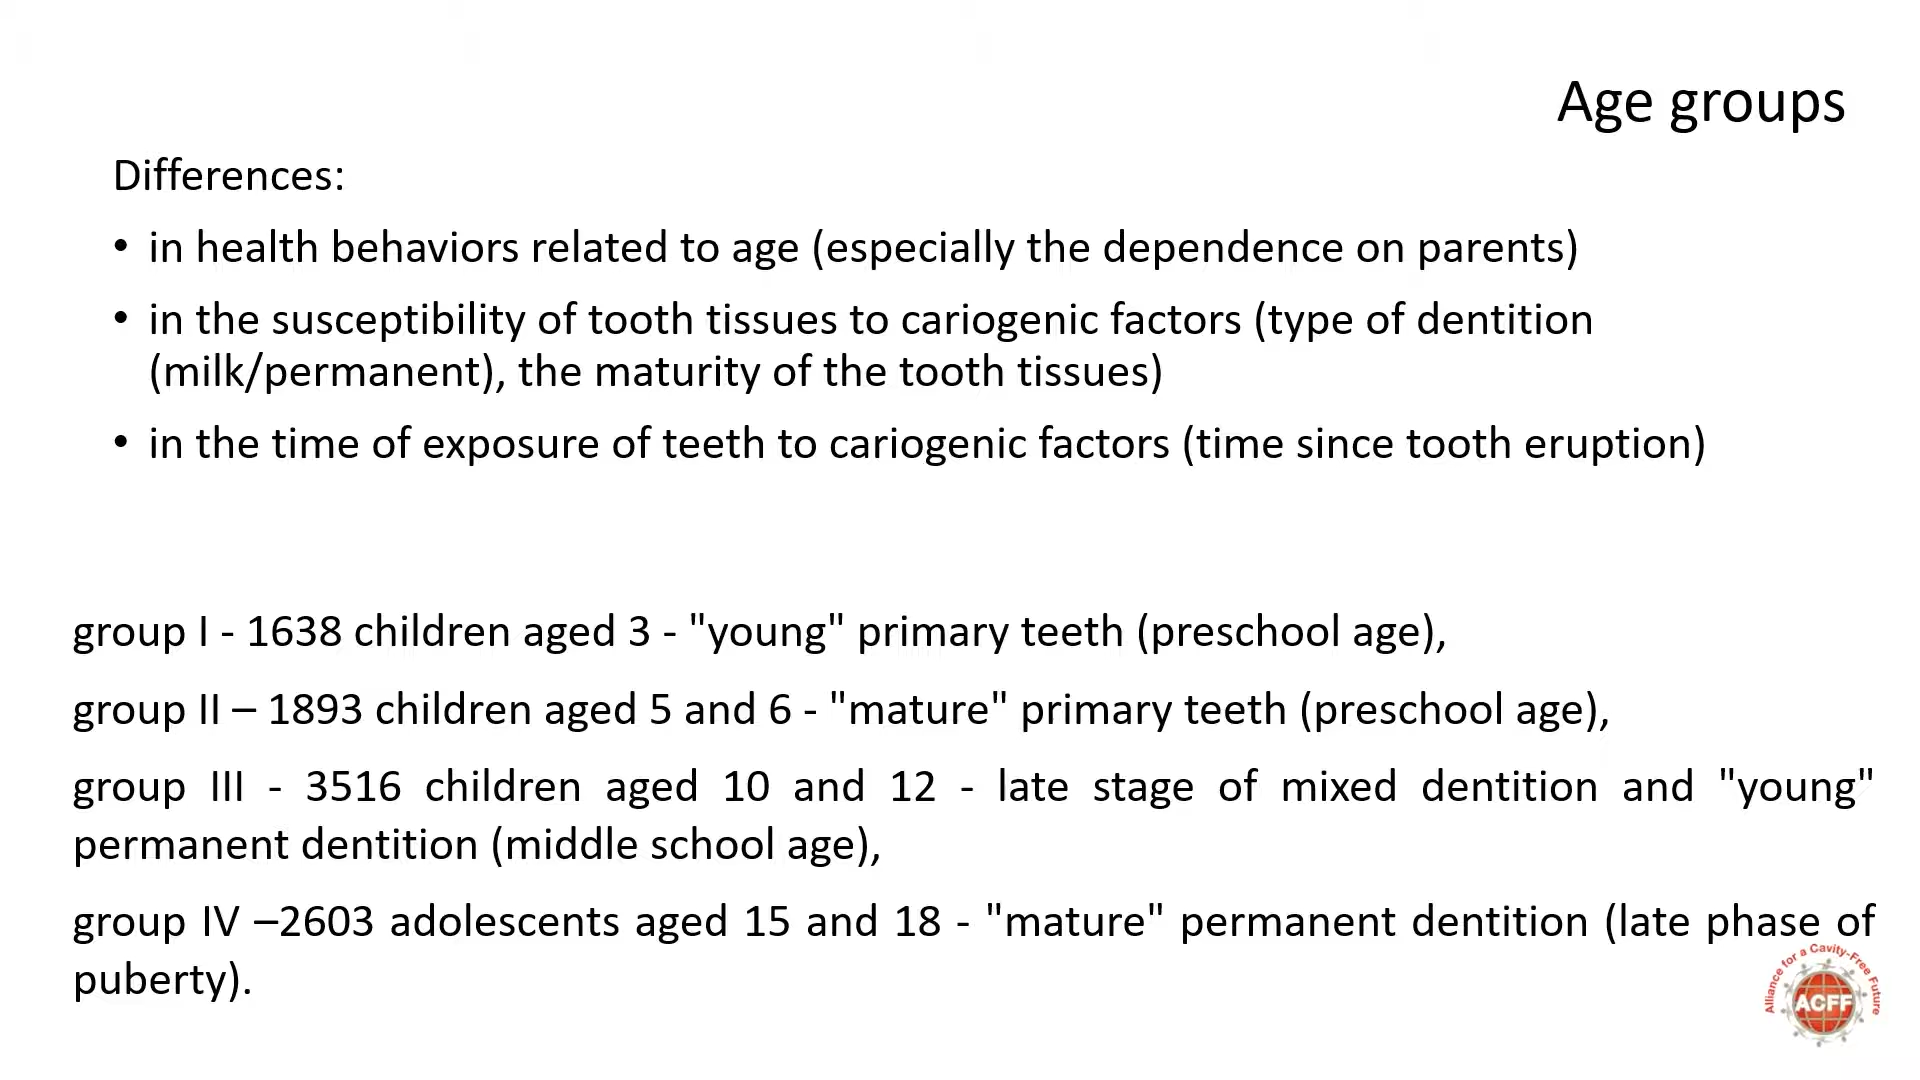 Age groups
Differences:
• in health behaviors related to age (especially the dependence on parents)
• in the susceptibility of tooth tissues to cariogenic factors (type of dentition
(milk/permanent), the maturity of the tooth tissues)
• in the time of exposure of teeth to cariogenic factors (time since tooth eruption)
group I - 1638 children aged 3 - "young" primary teeth (preschool age),
group II – 1893 children aged 5 and 6 - "mature" primary teeth (preschool age),
group III - 3516 children aged 10 and 12 - late stage of mixed dentition and "young"
permanent dentition (middle school age),
group IV –2603 adolescents aged 15 and 18 - "mature" permanent dentition (late phase of
puberty).
Alliance for a Cavity-Free Future
ACFF